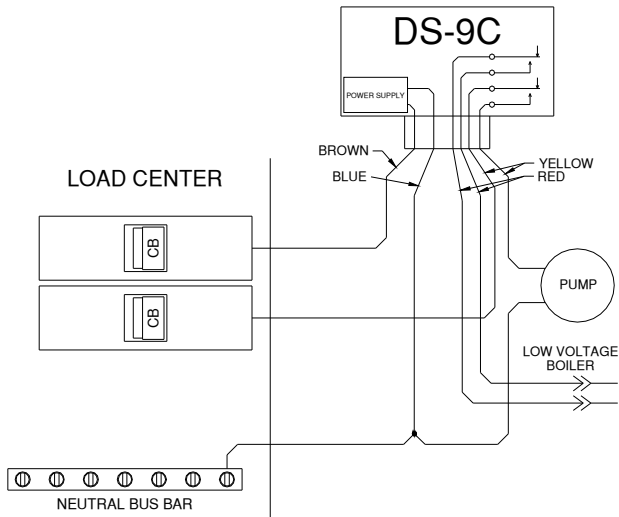 DS-9C
POWER SUPPLY
BROWN
BLUE
YELLOW
RED
LOAD CENTER
CB
CB
PUMP
LOW VOLTAGE
BOILER
NEUTRAL BUS BAR